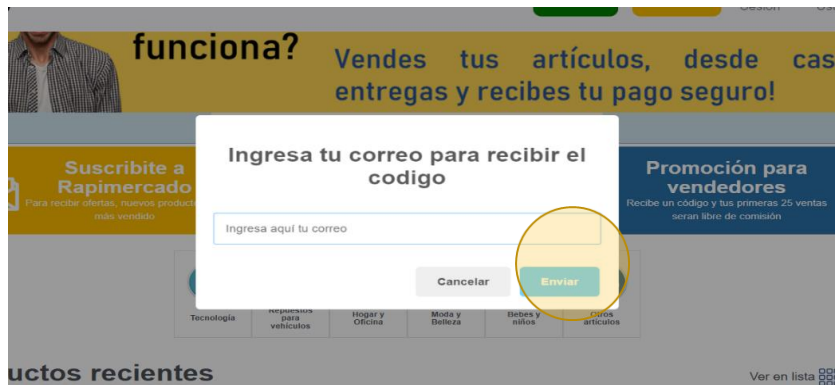 Sesión
funciona?
Vendes tus artículos, desde cas
entregas y recibes tu pago seguro!
Ingresa tu correo para recibir el
codigo
Ingresa aquí tu correo
Cancelar
Enviar
Suscribite a
Rapimercado
Para recibir ofertas, nuevos product
más vendido
Promoción para
vendedores
Recibe un código y tus primeras 25 ventas
seran libre de comisión
Tecnología
Repuestos
para
vehículos
Hogar y
Oficina
Moda y
Belleza
Bebes y
niños
Otros
artículos
uctos recientes
Ver en lista